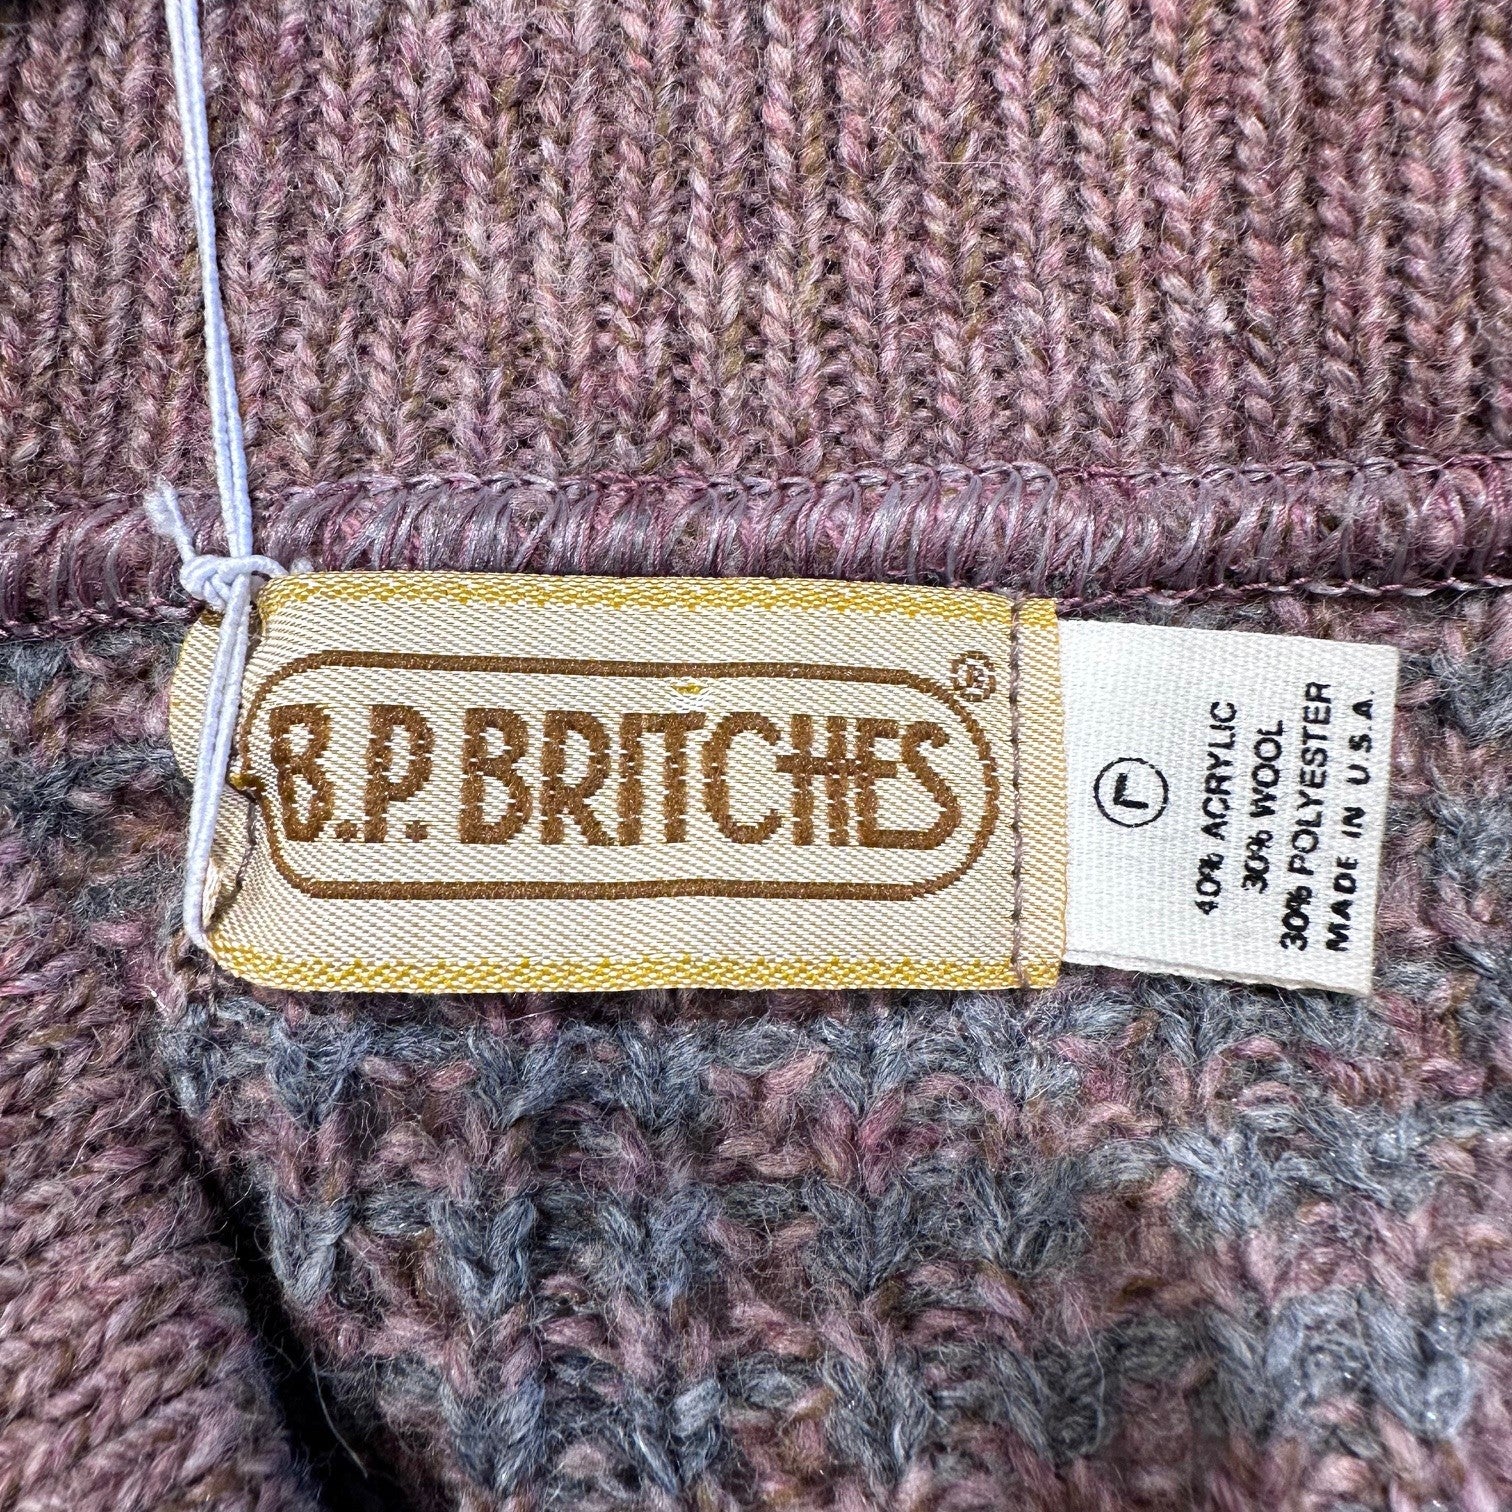 B.P. BRITCHES®
L
40% ACRYLIC
30% WOOL
30% POLYESTER
MADE IN U.S.A.